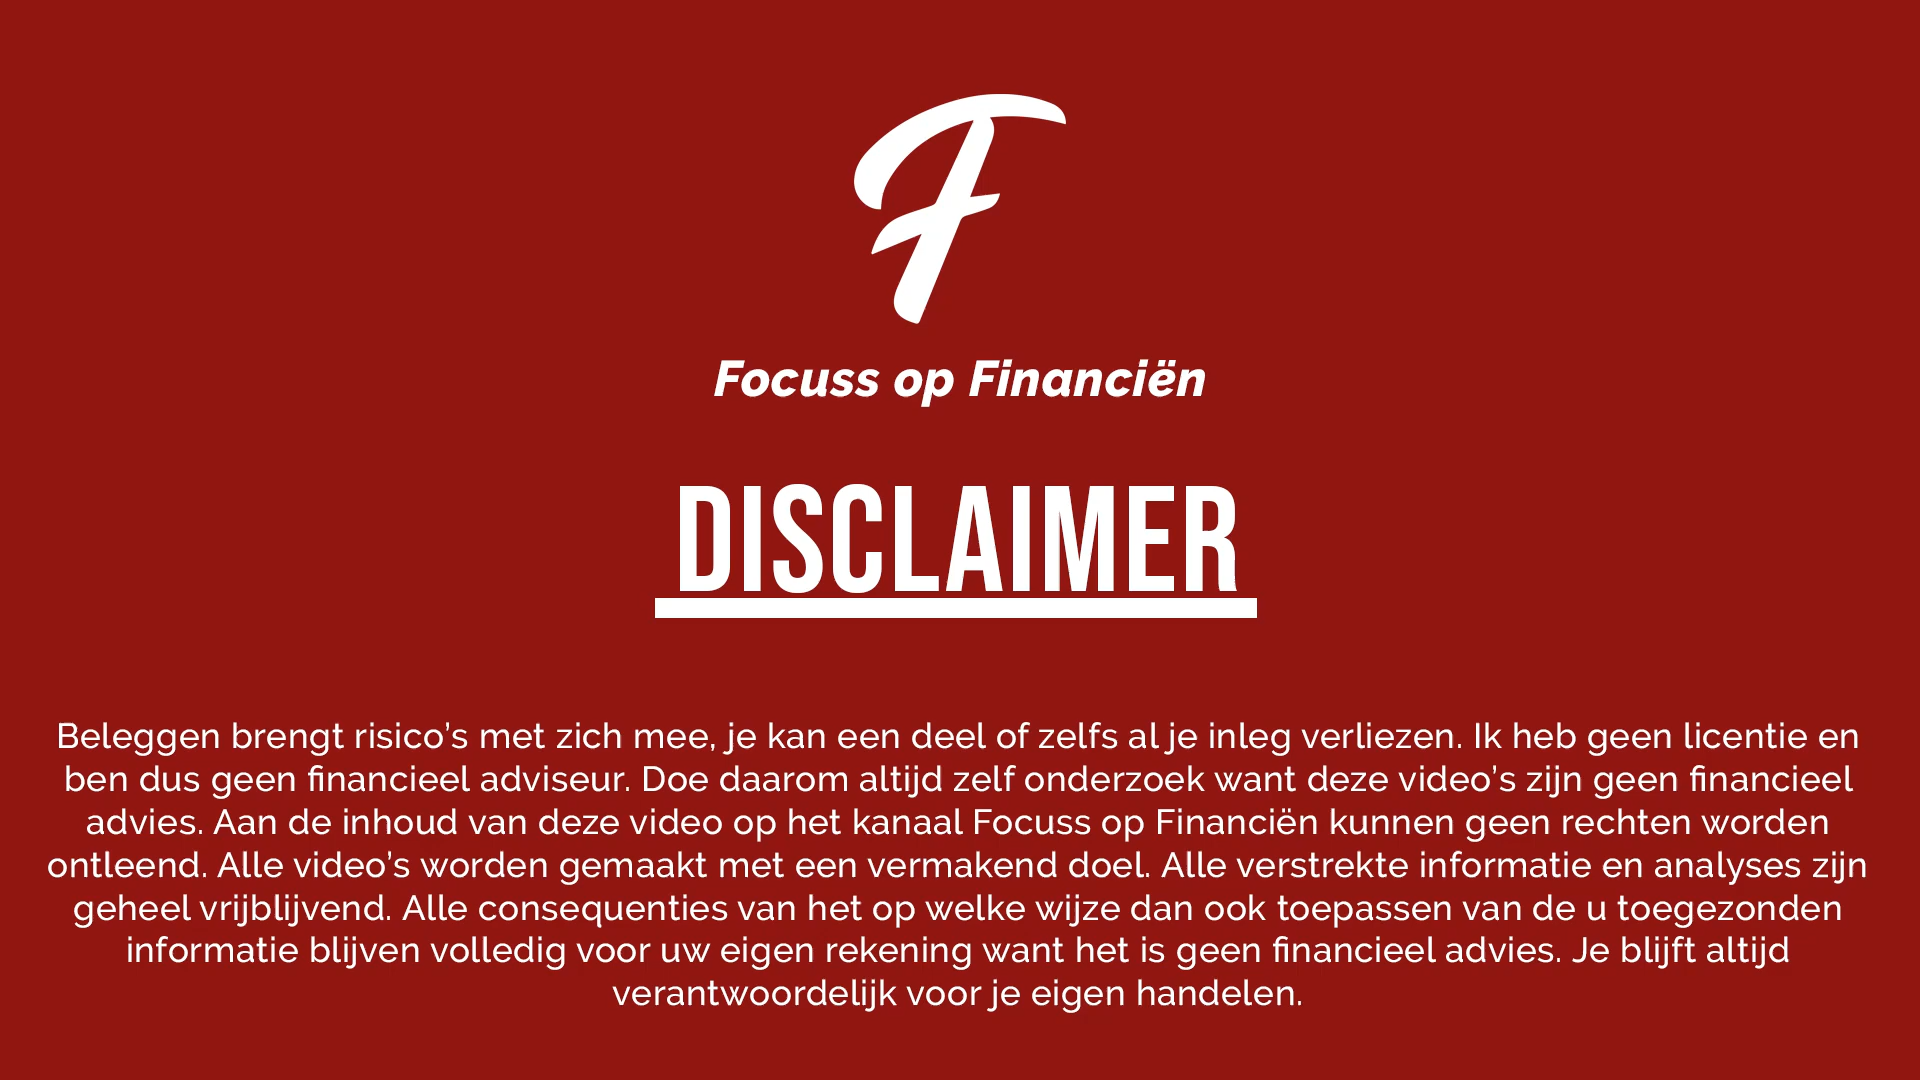 F
Focuss op Financiën
DISCLAIMER
Beleggen brengt risico’s met zich mee, je kan een deel of zelfs al je inleg verliezen. Ik heb geen licentie en
ben dus geen financieel adviseur. Doe daarom altijd zelf onderzoek want deze video’s zijn geen financieel
advies. Aan de inhoud van deze video op het kanaal Focuss op Financiën kunnen geen rechten worden
ontleend. Alle video’s worden gemaakt met een vermakend doel. Alle verstrekte informatie en analyses zijn
geheel vrijblijvend. Alle consequenties van het op welke wijze dan ook toepassen van de u toegezonden
informatie blijven volledig voor uw eigen rekening want het is geen financieel advies. Je blijft altijd
verantwoordelijk voor je eigen handelen.